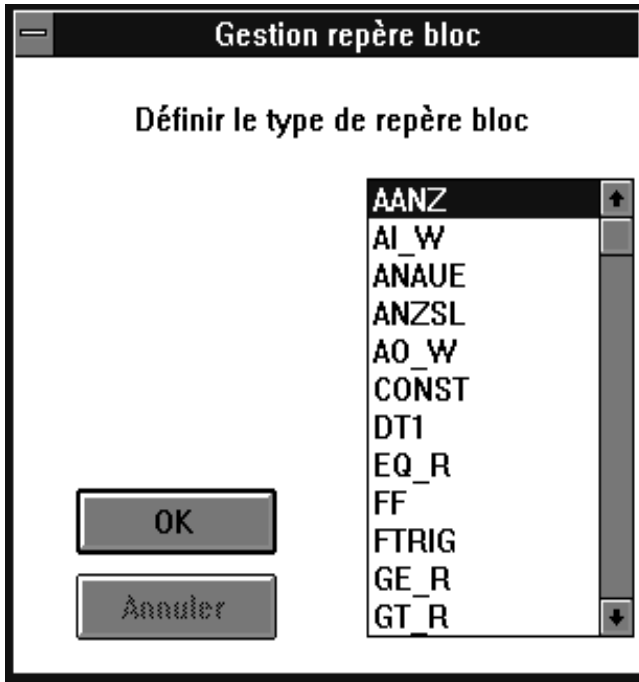 Gestion repère bloc
Définir le type de repère bloc
AANZ
AI_W
ANAUE
ANZSL
AO_W
CONST
DT1
EQ_R
FF
FTRIG
GE_R
GT_R
OK
Annuler